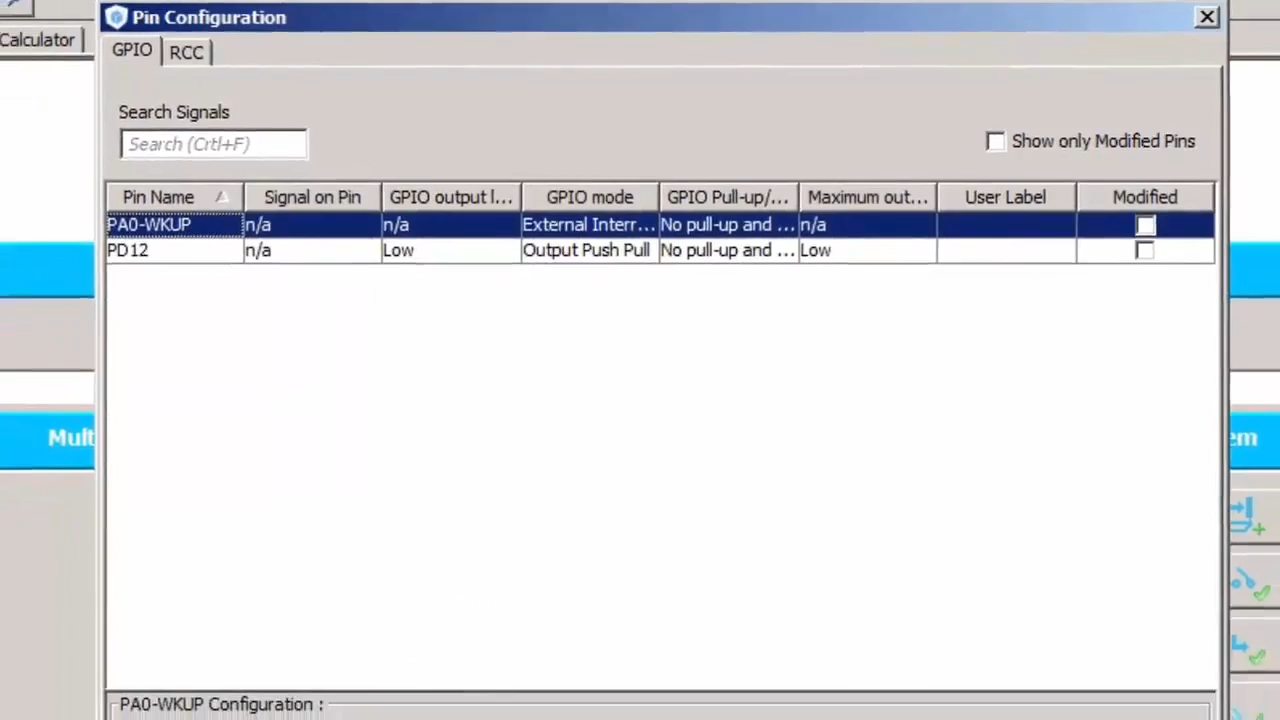 Pin Configuration
Calculator
GPIO RCC
Search Signals
Search (Crtl+F)
Show only Modified Pins
Pin Name Signal on Pin GPIO output l... GPIO mode GPIO Pull-up/... Maximum out... User Label Modified
PA0-WKUP n/a n/a External Interr... No pull-up and ... n/a
PD12 n/a Low Output Push Pull No pull-up and ... Low
Mult
em
PA0-WKUP Configuration :